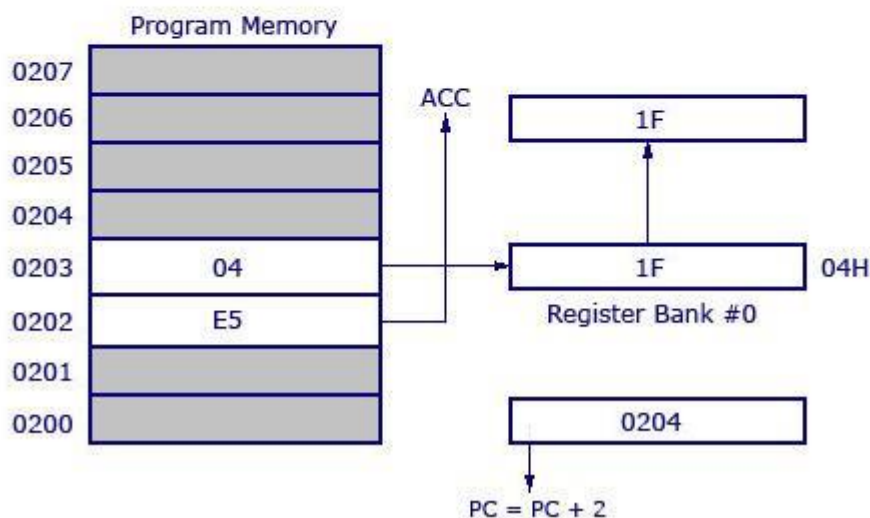 Program Memory
0207
0206
0205
0204
0203 04
0202 E5
0201
0200
ACC
1F
1F 04H
Register Bank #0
0204
PC = PC + 2